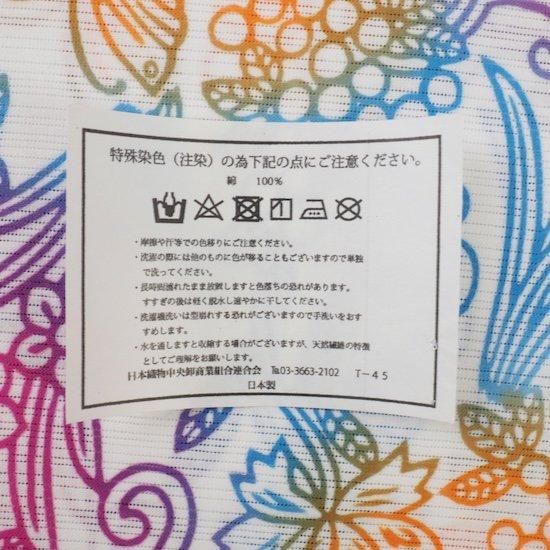 特殊染色（注染）の為下記の点にご注意ください。
綿 100%
・摩擦や汗等での色移りにご注意ください。
・洗濯の際には他のものに色が移ることもございますので単独
で洗ってください。
・長時間濡れたまま放置しますと色落ちの恐れがあります。
すすぎの後は軽く脱水し速やかに干してください。
・洗濯機洗いは型崩れする恐れがございますので手洗いをおす
すめします。
・水を通しますと収縮する場合がございますが、天然繊維の特徴
としてご理解をお願いします。
日本織物中央卸商業組合連合会 ℡03-3663-2102 T-45
日本製